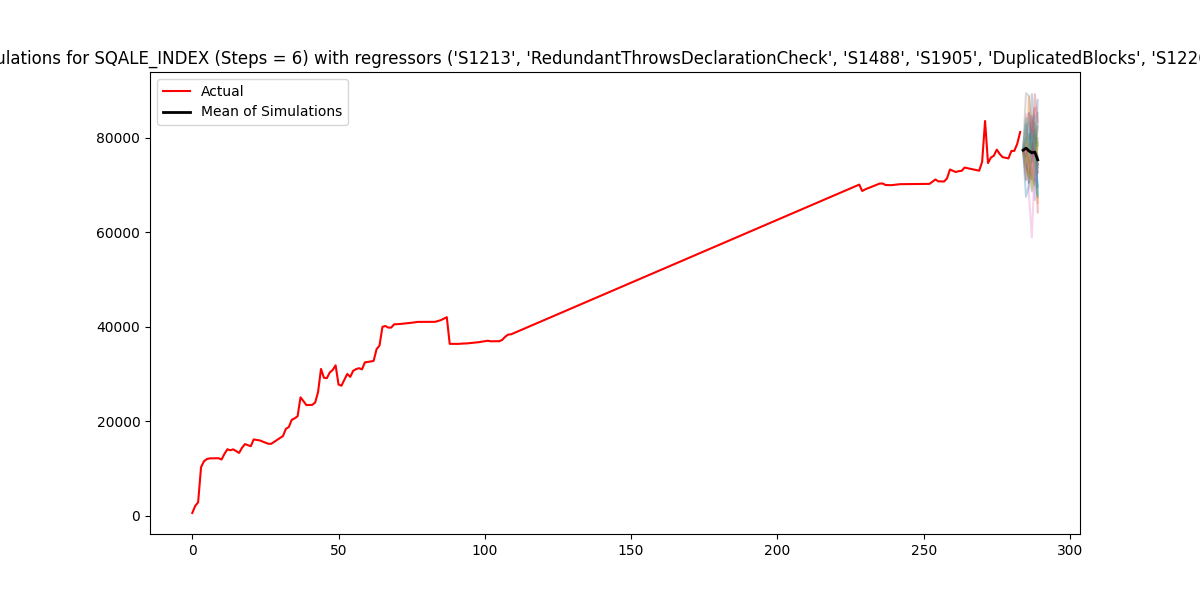 ulations for SQALE_INDEX (Steps = 6) with regressors ('S1213', 'RedundantThrowsDeclarationCheck', 'S1488', 'S1905', 'DuplicatedBlocks', 'S1226
Actual
Mean of Simulations
80000
60000
40000
20000
0
0 50 100 150 200 250 300